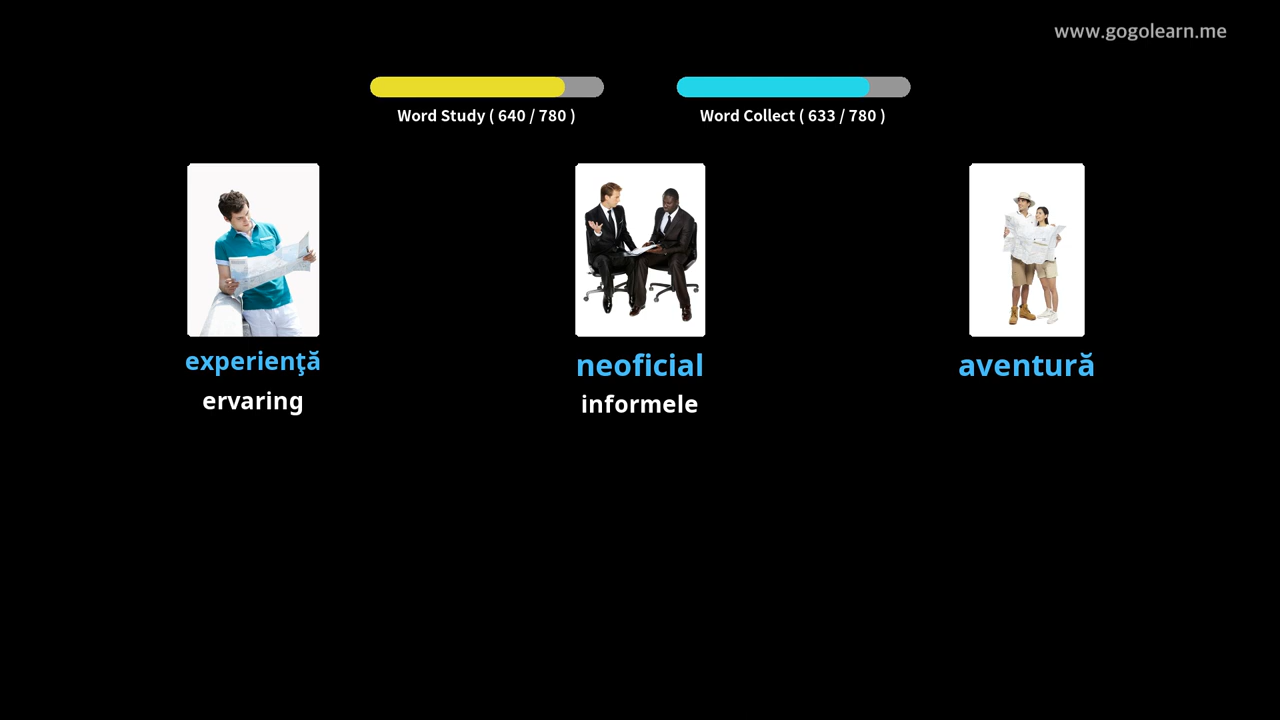 www.gogolearn.me
Word Study ( 640 / 780 )
Word Collect ( 633 / 780 )
experienţă
neoficial
aventură
ervaring
informele